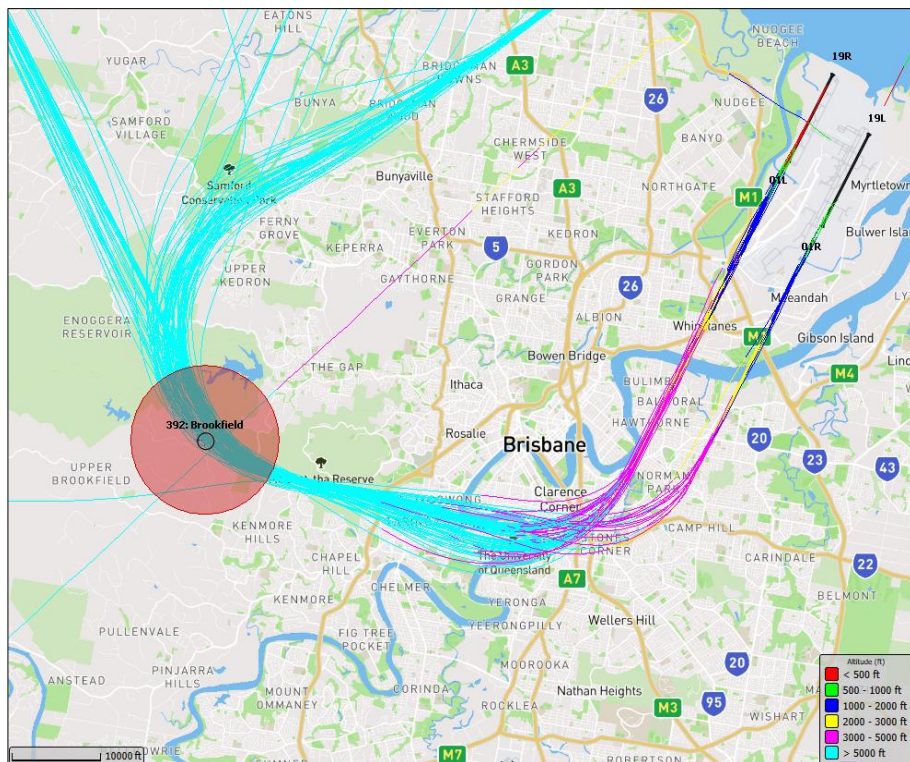 EATONS
HILL
YUGAR
SAMFORD
VILLAGE
BUNYA
A3
19R
NUDGEE
BEACH
26
NUDGEE
BANYO
19L
CHERMSIDE
WEST
Bunyaville
Samford
A3
NORTHGATE
M1
01L
Myrtletown
STAFFORD
HEIGHTS
FERNY
GROVE
EVERTON
PARK
KEDRON
Bulwer Isl
KEPERRA
5
GORDON
PARK
01R
UPPER
KEDRON
GAYTHORNE
GRANGE
26
ALBION
Meeandah
ENOGGERA
RESERVOIR
Gibson Island
Bowen Bridge
THE GAP
M4
Ithaca
BULIMB
392: Brookfield
Rosalie
HAWTHORNE
Brisbane
20
UPPER
BROOKFIELD
23
43
NORMAN
PARK
Clarence
Corner
KENMORE
HILLS
CAMP HILL
CORNER
CARINDALE
22
CHAPEL
HILL
The University
of Queensland
A7
CHELMER
BELMONT
KENMORE
YERONGA
Wellers Hill
YEERONGPILLY
PULLENVALE
FIG TREE
POCKET
MOOROOKA
PINJARRA
HILLS
ANSTEAD
20
MOUNT
OMMANEY
CORINDA
Nathan Heights
ROCKLEA
M3
95
WISHART
M7
ROBERTSON
10000 ft
Altitude (ft)
< 500 ft
500 - 1000 ft
1000 - 2000 ft
2000 - 3000 ft
3000 - 5000 ft
> 5000 ft